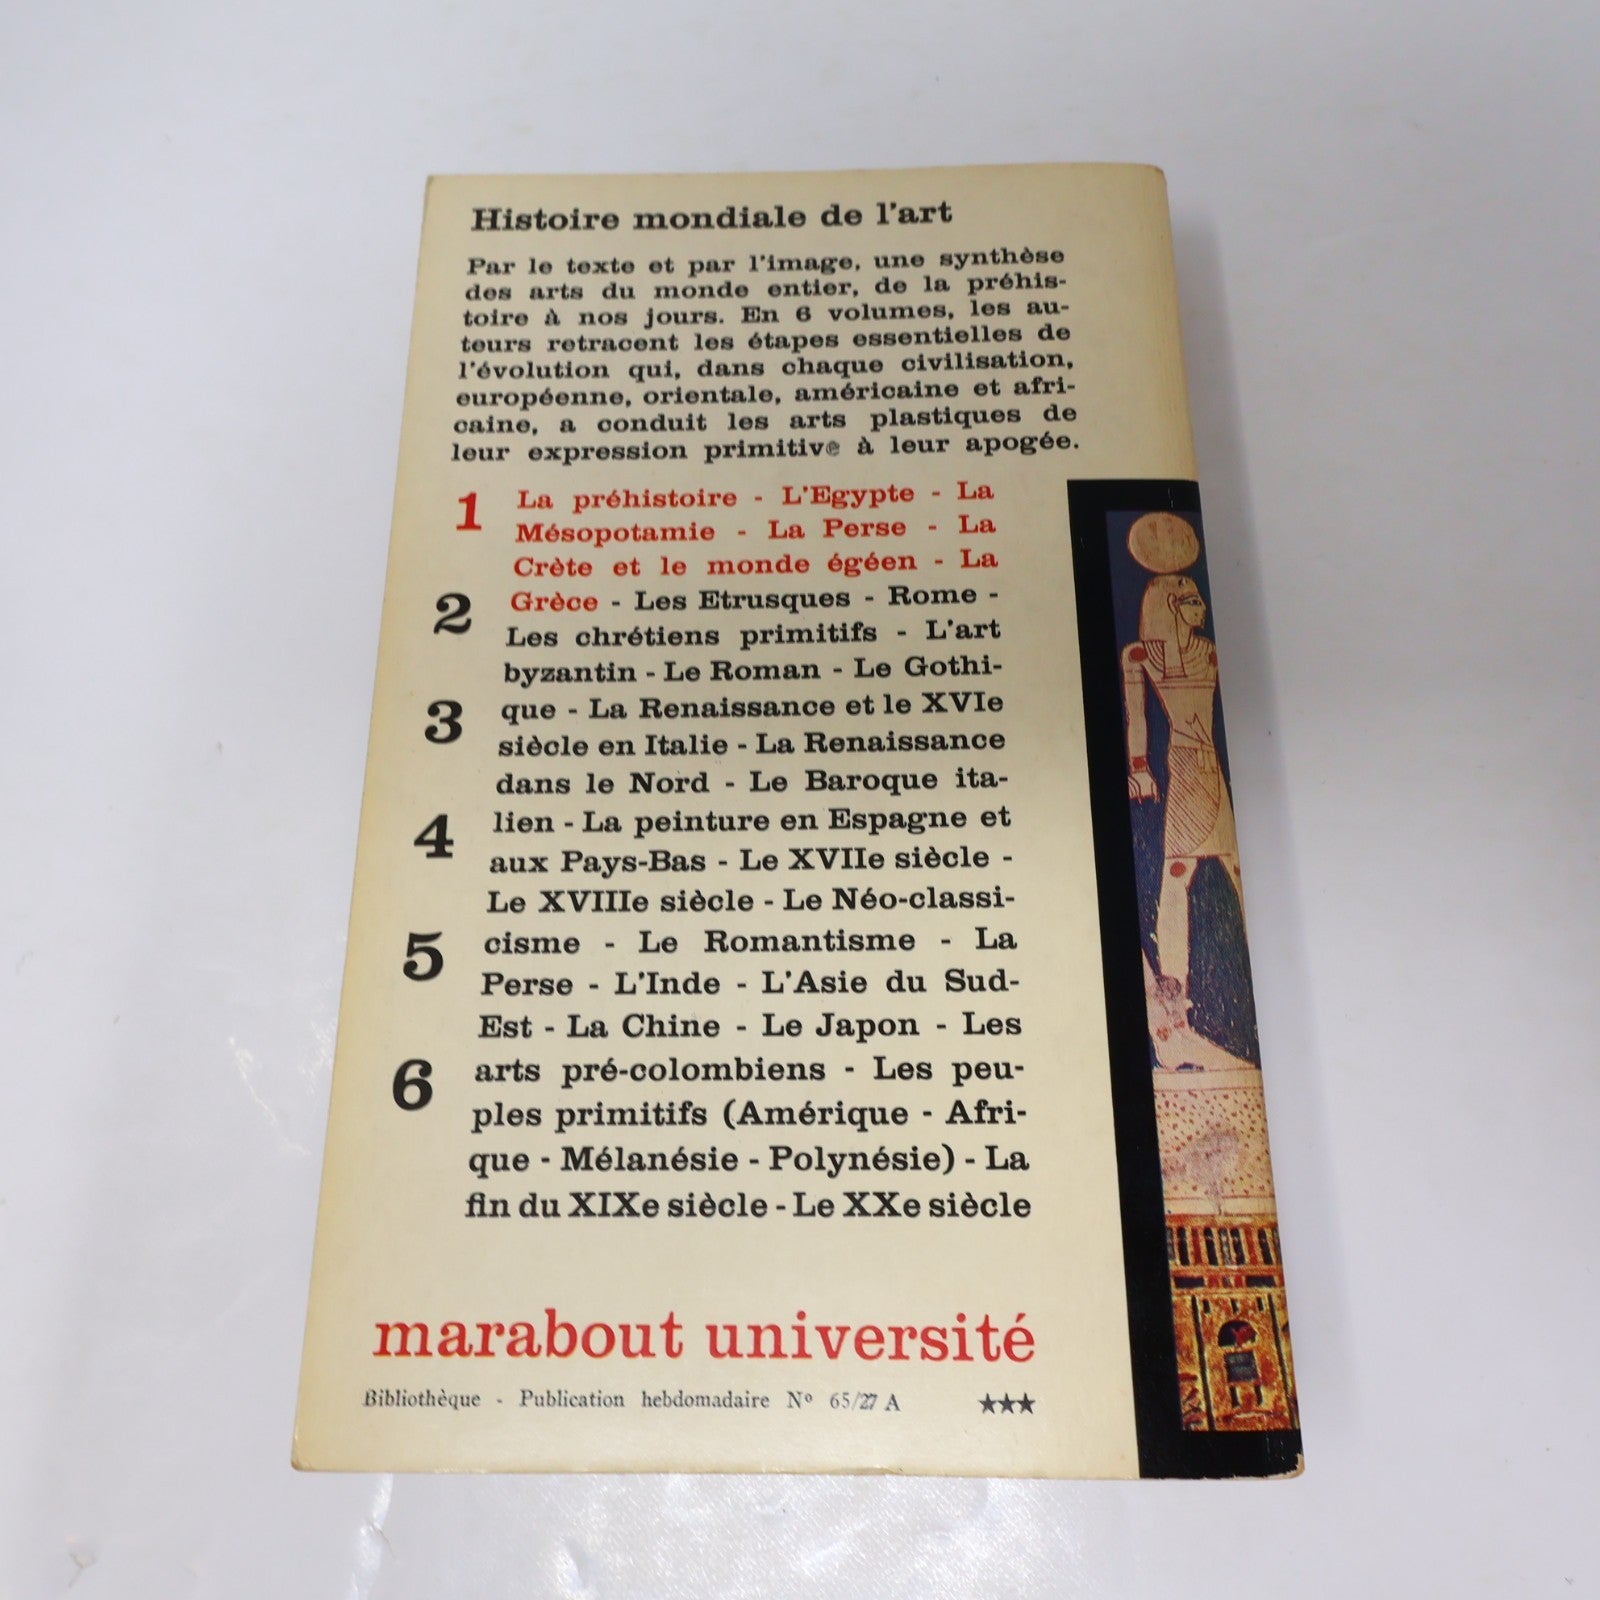 Histoire mondiale de l'art
Par le texte et par l'image, une synthèse
des arts du monde entier, de la préhis-
toire à nos jours. En 6 volumes, les au-
teurs retracent les étapes essentielles de
l'évolution qui, dans chaque civilisation,
européenne, orientale, américaine et afri-
caine, a conduit les arts plastiques de
leur expression primitive à leur apogée.
1 La préhistoire - L'Egypte - La
Mésopotamie - La Perse - La
Crète et le monde égéen - La
2 Grèce - Les Etrusques - Rome -
Les chrétiens primitifs - L'art
byzantin - Le Roman - Le Gothi-
3 que - La Renaissance et le XVIe
siècle en Italie - La Renaissance
dans le Nord - Le Baroque ita-
4 lien - La peinture en Espagne et
aux Pays-Bas - Le XVIIe siècle -
Le XVIIIe siècle - Le Néo-classi-
5 cisme - Le Romantisme - La
Perse - L'Inde - L'Asie du Sud-
Est - La Chine - Le Japon - Les
6 arts pré-colombiens - Les peu-
ples primitifs (Amérique - Afri-
que - Mélanésie - Polynésie) - La
fin du XIXe siècle - Le XXe siècle
marabout université
Bibliothèque - Publication hebdomadaire Nº 65/27 A ★★★